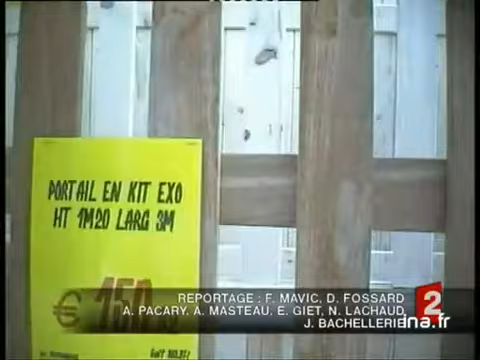 PORTAIL EN KIT EXO
HT 1M20 LARG 3M
€ 150
REPORTAGE : F. MAVIC, D. FOSSARD
A. PACARY, A. MASTEAU, E. GIET, N. LACHAUD,
J. BACHELLERIE
2
ina.fr